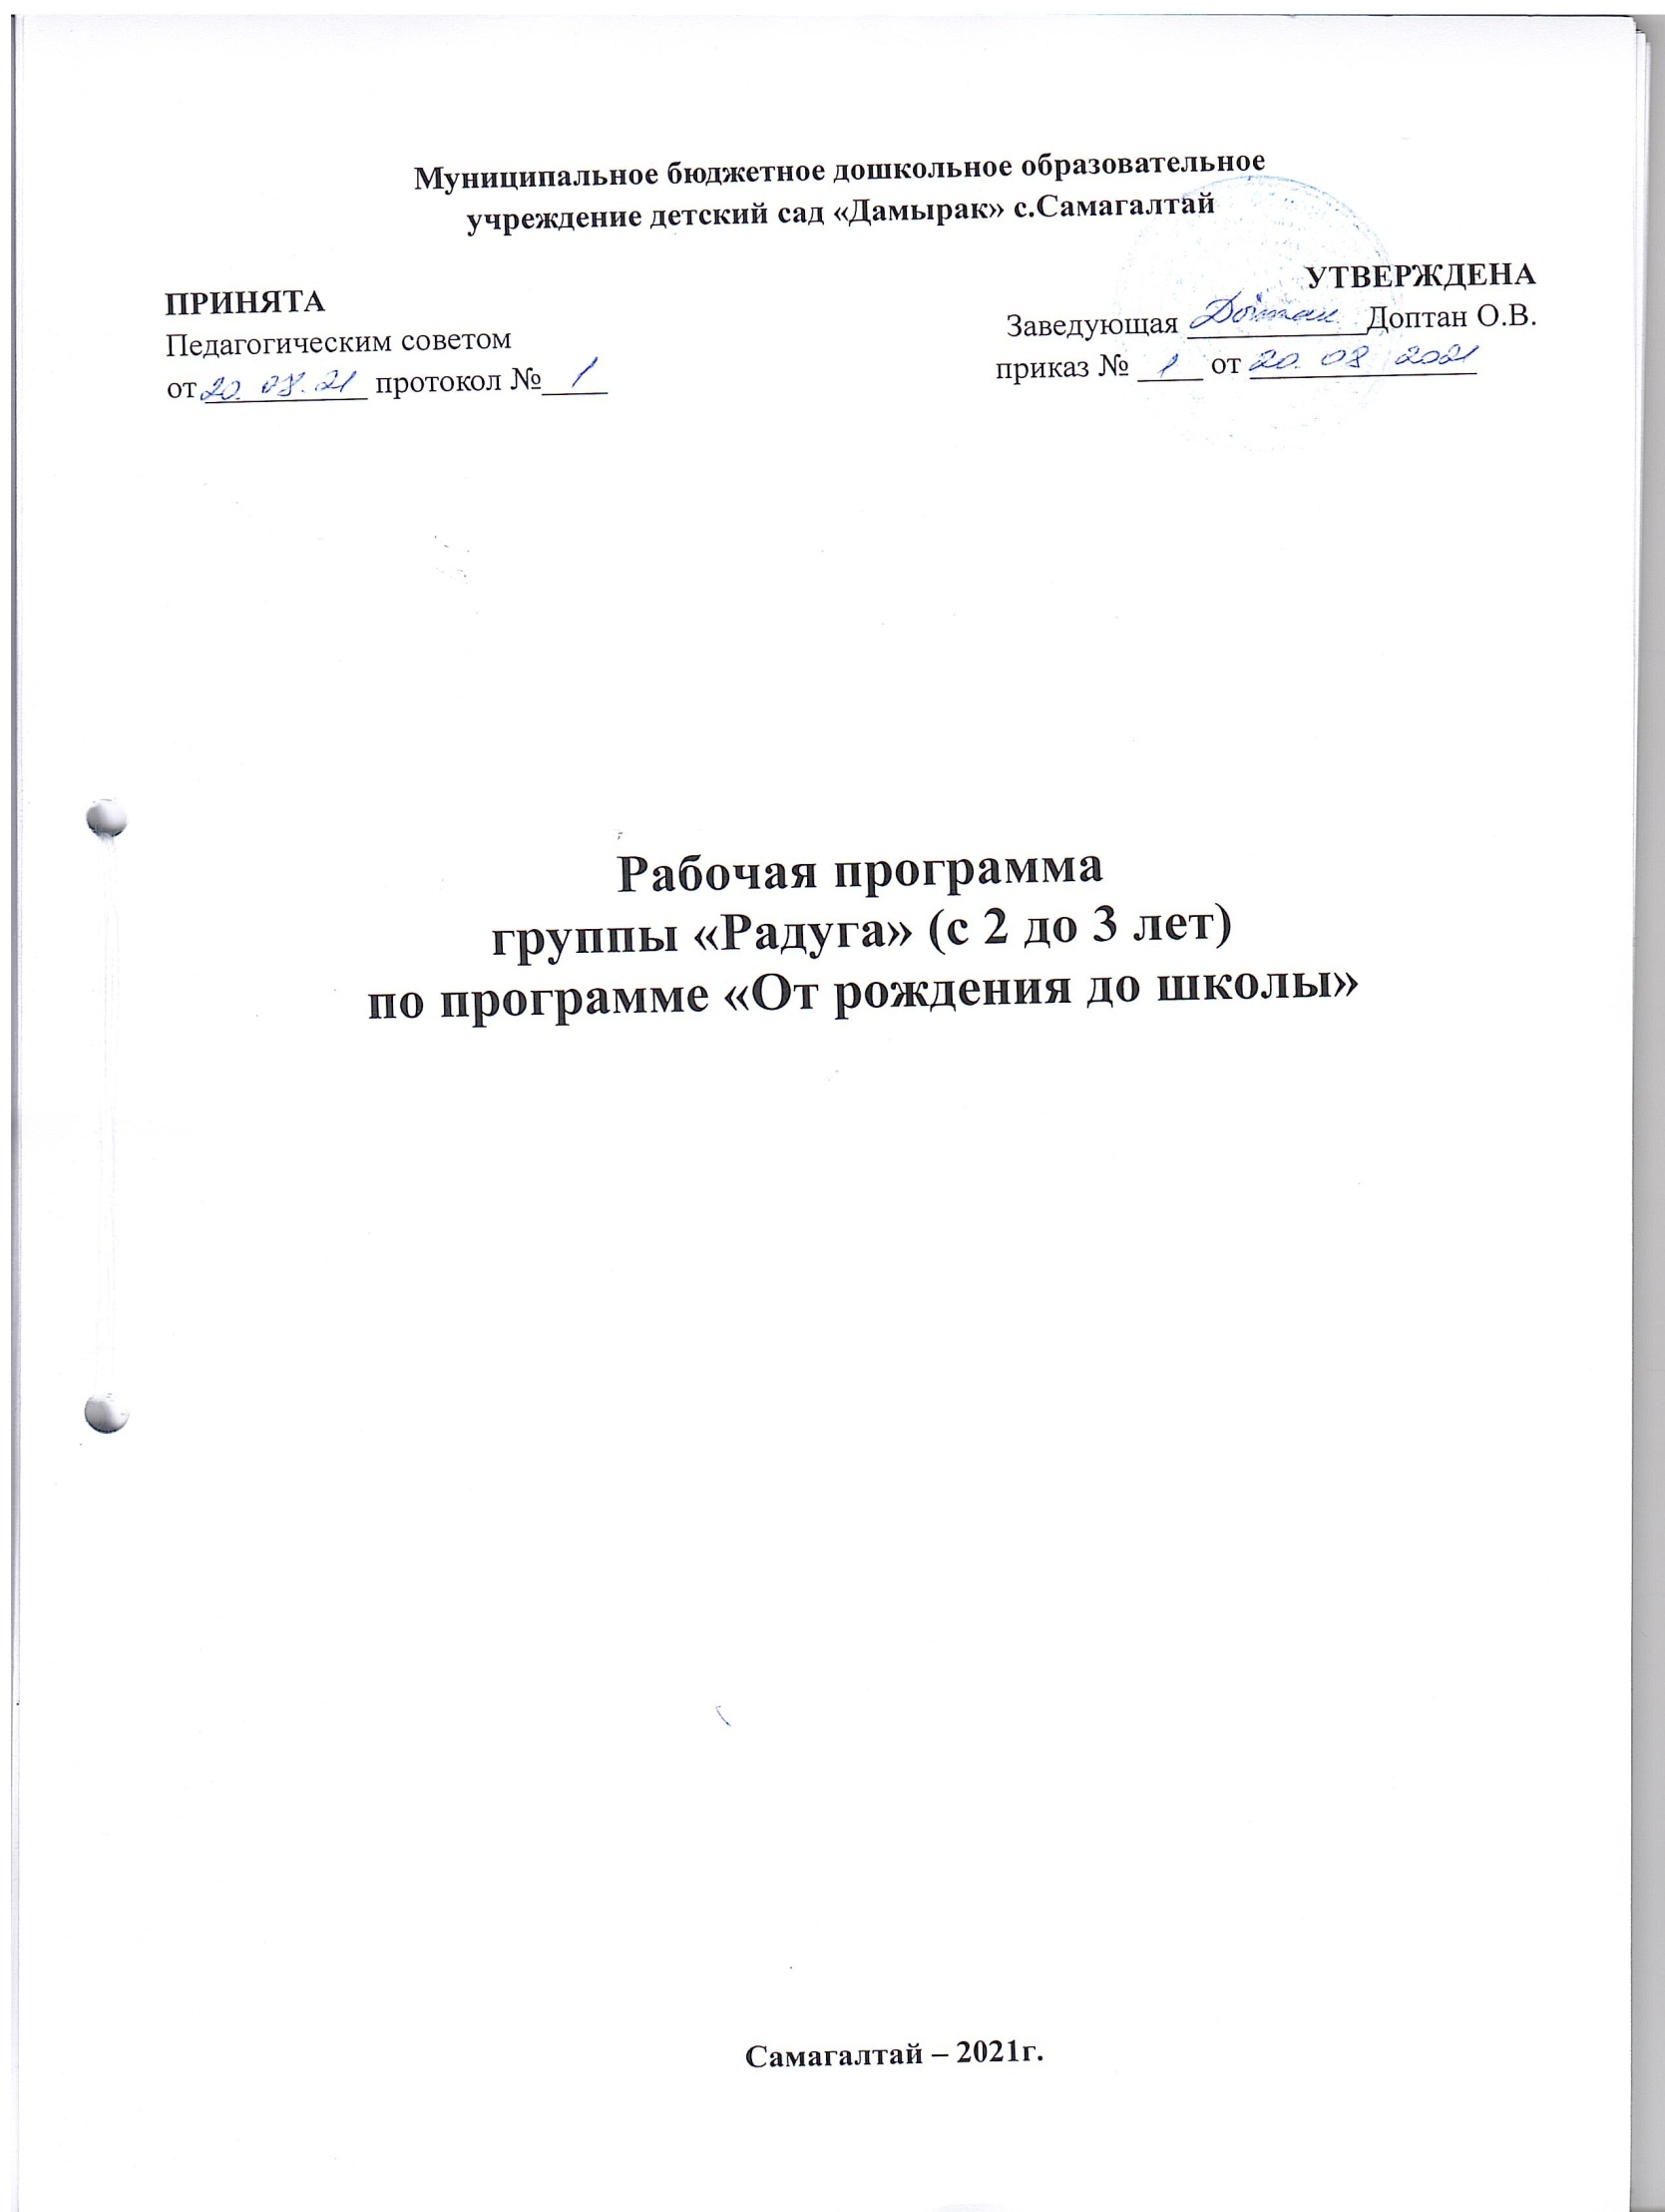 Муниципальное бюджетное дошкольное образовательное
учреждение детский сад «Дамырак» с.Самагалтай
ПРИНЯТА
Педагогическим советом
от 20. 08. 21 протокол № 1
УТВЕРЖДЕНА
Заведующая Доптан Доптан О.В.
приказ № 1 от 20. 08 2021
Рабочая программа
группы «Радуга» (с 2 до 3 лет)
по программе «От рождения до школы»
Самагалтай – 2021г.